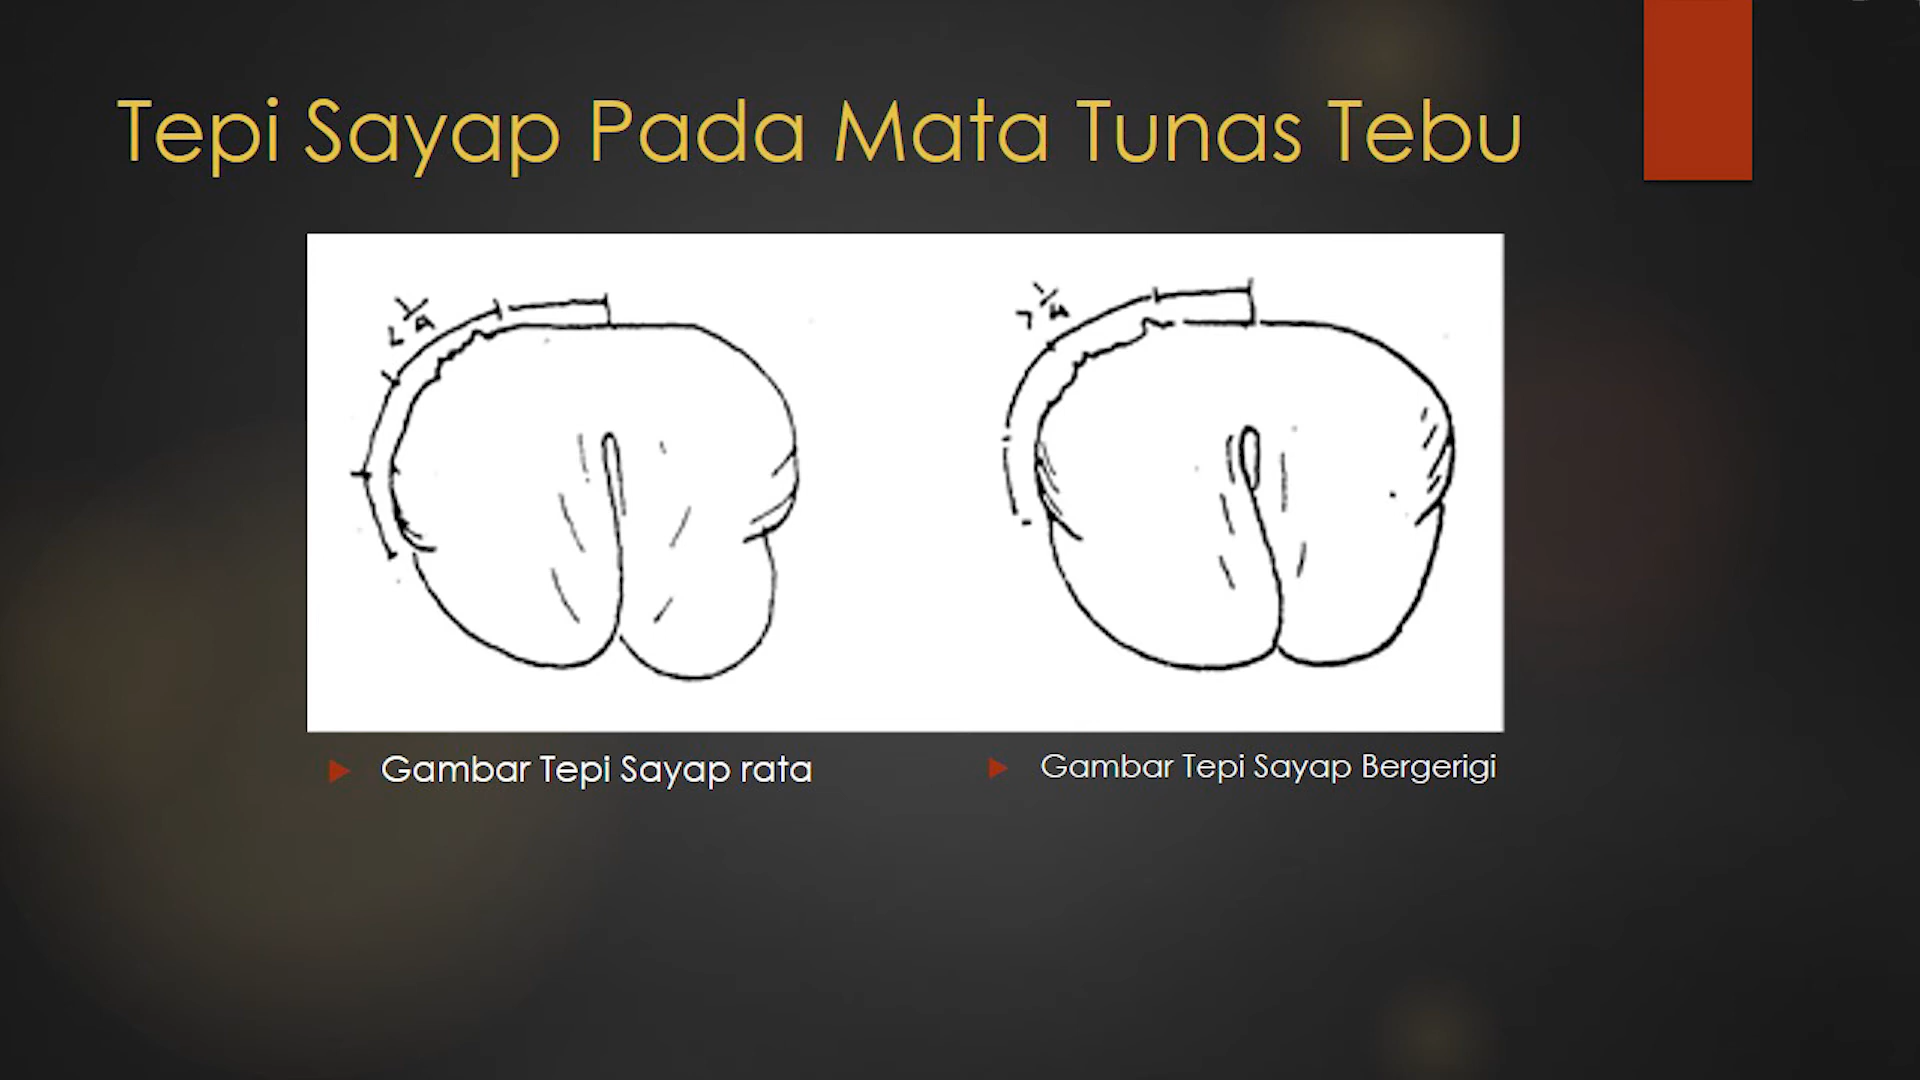 Tepi Sayap Pada Mata Tunas Tebu
Gambar Tepi Sayap rata
Gambar Tepi Sayap Bergerigi